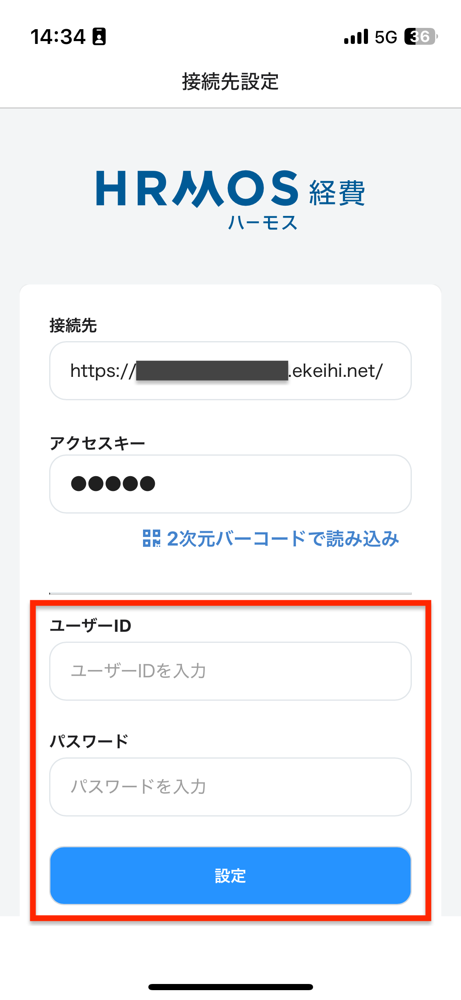 14:34
5G 36
接続先設定
HRMOS 経費
ハーモス
接続先
https:// .ekeihi.net/
アクセスキー
●●●●●
2次元バーコードで読み込み
ユーザーID
ユーザーIDを入力
パスワード
パスワードを入力
設定